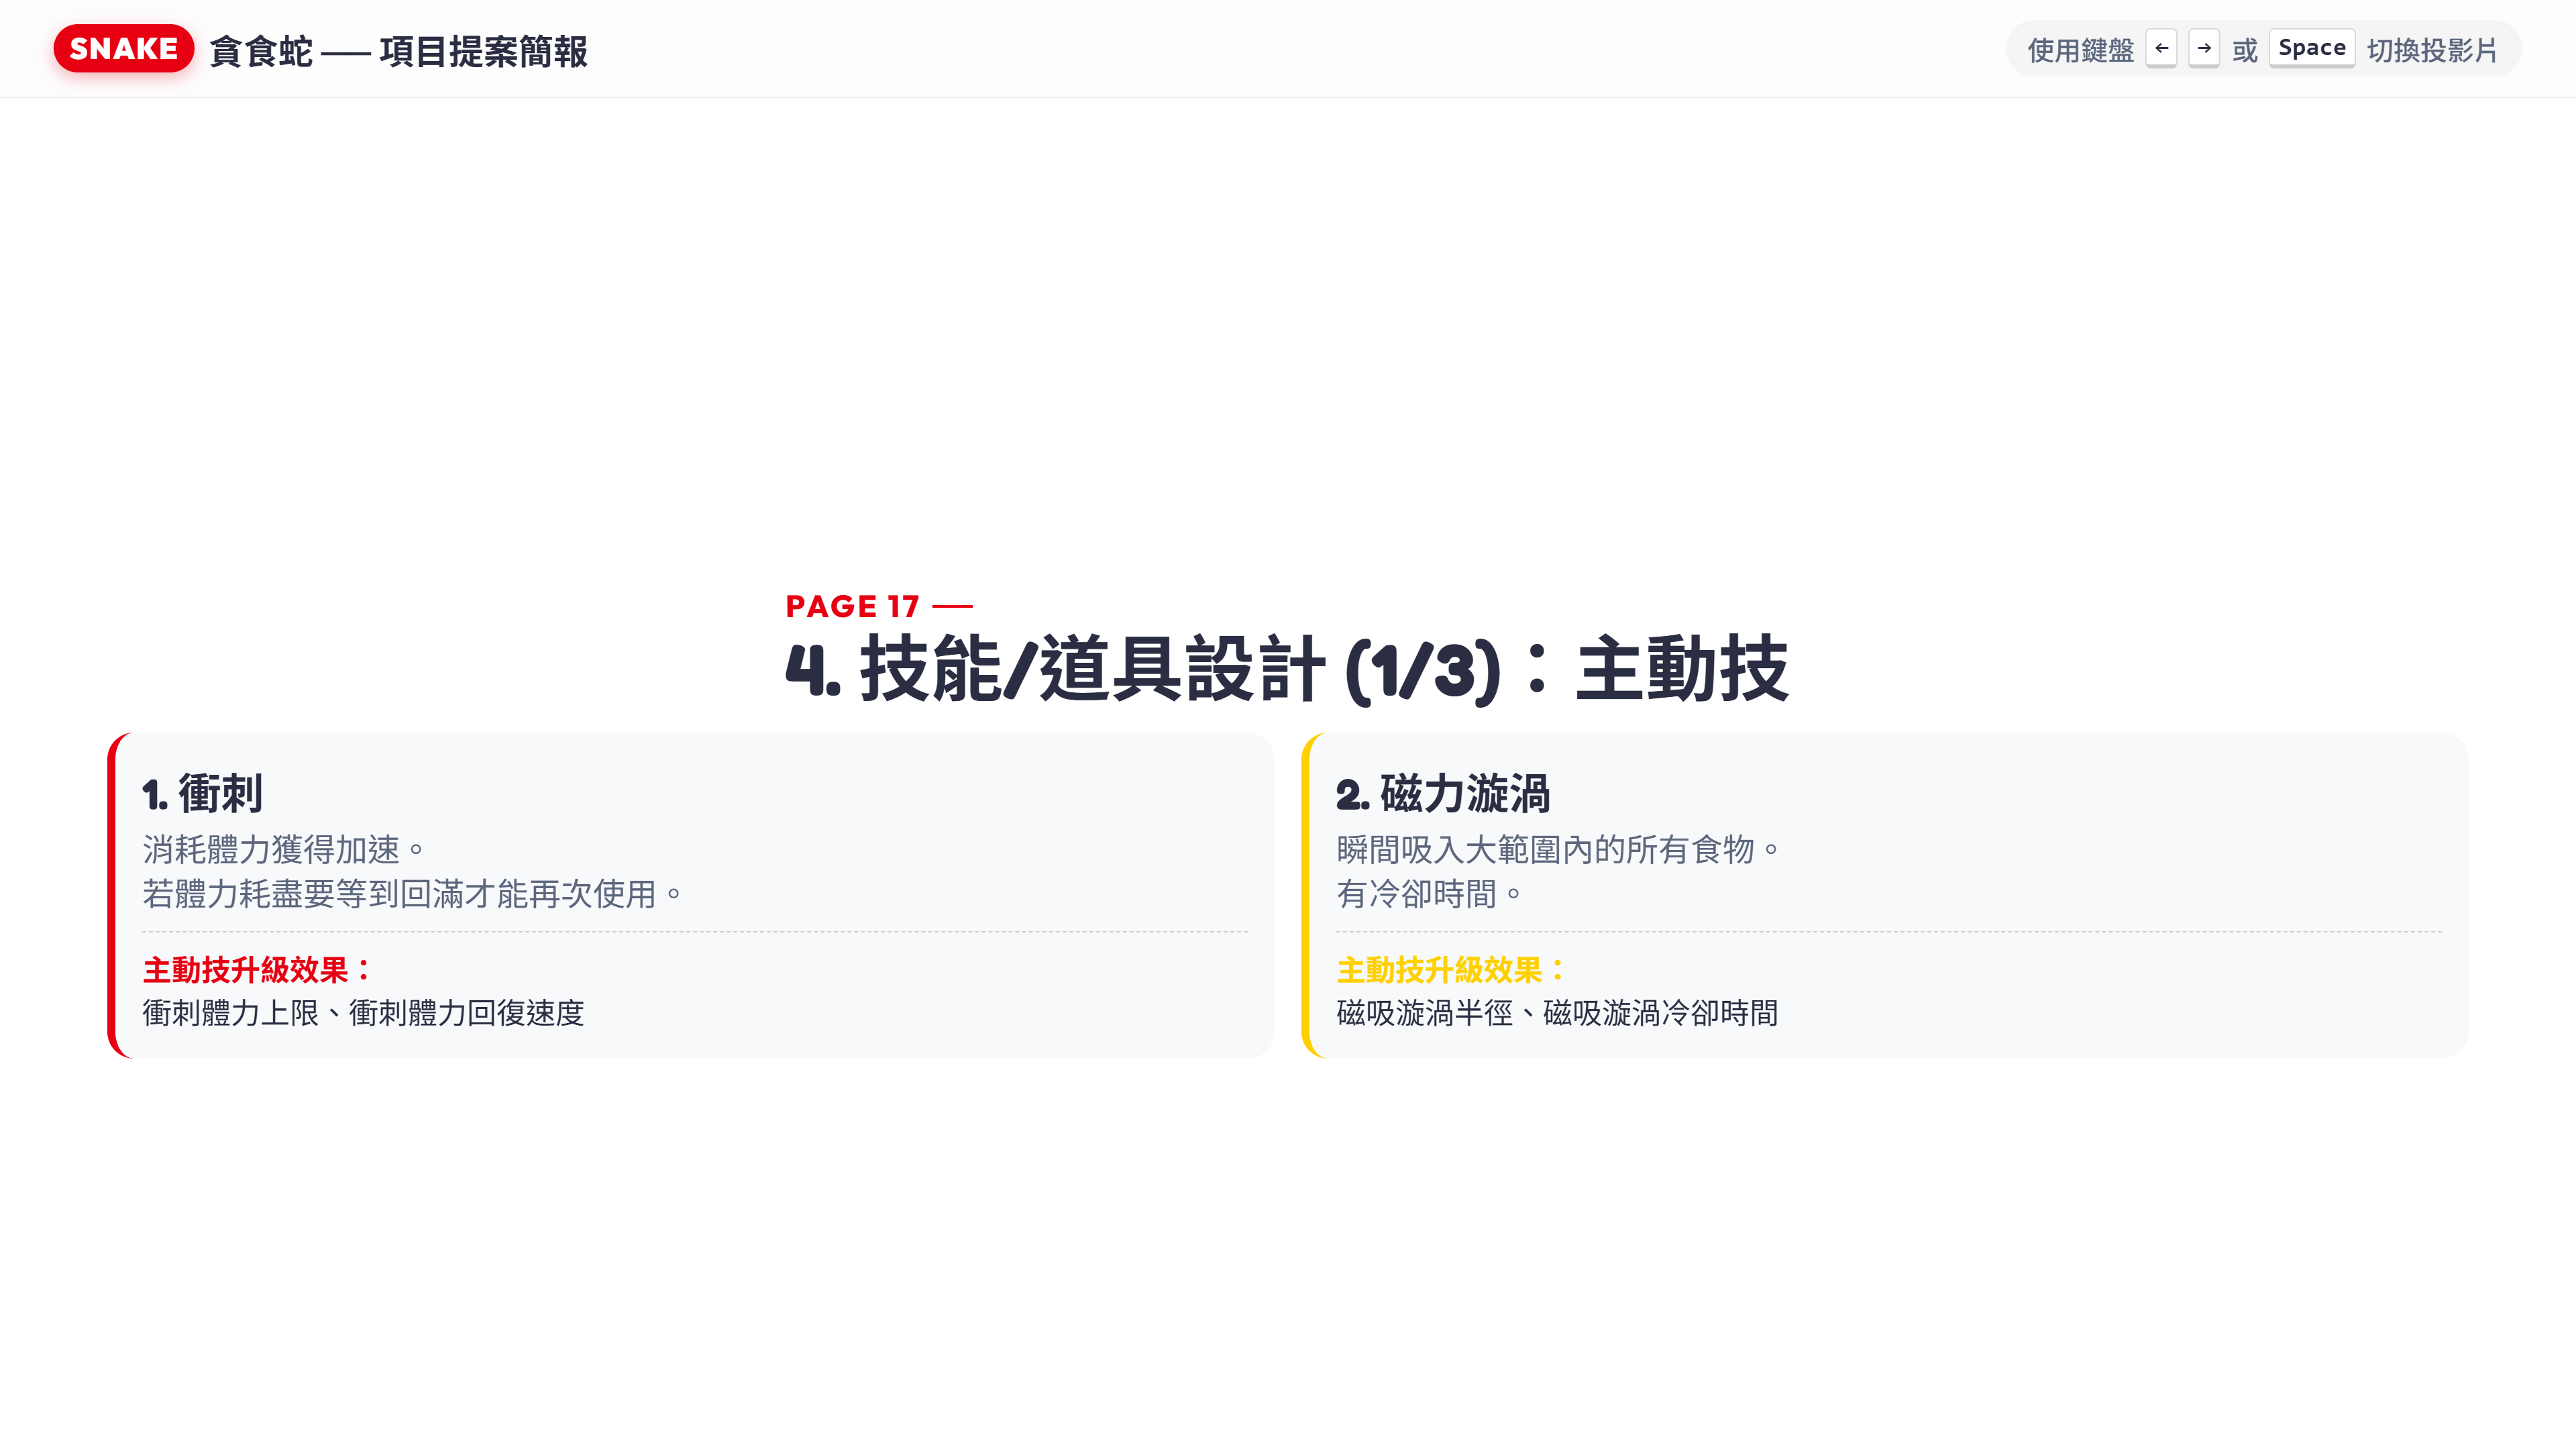 SNAKE 貪食蛇 —— 項目提案簡報
使用鍵盤 ← → 或 Space 切換投影片
PAGE 17 —
4. 技能/道具設計 (1/3)：主動技
1. 衝刺
消耗體力獲得加速。
若體力耗盡要等到回滿才能再次使用。
主動技升級效果：
衝刺體力上限、衝刺體力回復速度
2. 磁力漩渦
瞬間吸入大範圍內的所有食物。
有冷卻時間。
主動技升級效果：
磁吸漩渦半徑、磁吸漩渦冷卻時間